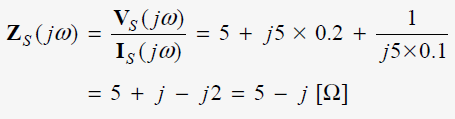 Z_S(jω) = V_S(jω) / I_S(jω) = 5 + j5 × 0.2 + 1 / j5×0.1
= 5 + j − j2 = 5 − j [Ω]